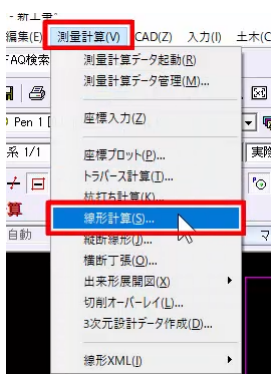 編集(E) 測量計算(V) CAD(Z) 入力(I) 土木(C
FAQ検索
測量計算データ起動(R)
測量計算データ管理(M)...
座標入力(Z)
Pen 1
系 1/1
座標プロット(P)...
実際
トラバース計算(T)...
杭打ち計算(K)...
算
線形計算(S)...
自動
縦断線形(J)...
マ
横断丁張(O)...
出来形展開図(X)
切削オーバーレイ(L)...
3次元設計データ作成(D)...
線形XML(I)